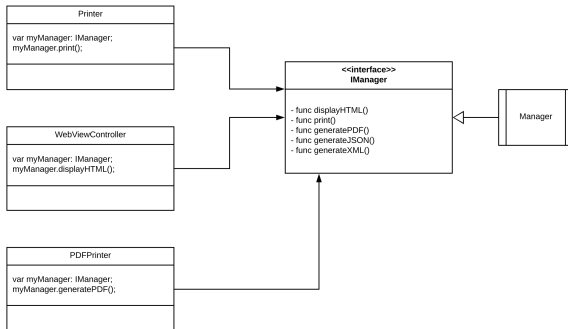 Printer
var myManager: IManager;
myManager.print();
WebViewController
var myManager: IManager;
myManager.displayHTML();
PDFPrinter
var myManager: IManager;
myManager.generatePDF();
<<interface>>
IManager
- func displayHTML()
- func print()
- func generatePDF()
- func generateJSON()
- func generateXML()
Manager